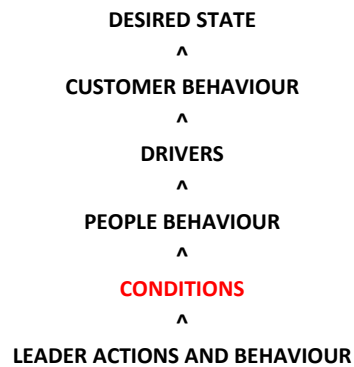 DESIRED STATE
^
CUSTOMER BEHAVIOUR
^
DRIVERS
^
PEOPLE BEHAVIOUR
^
CONDITIONS
^
LEADER ACTIONS AND BEHAVIOUR